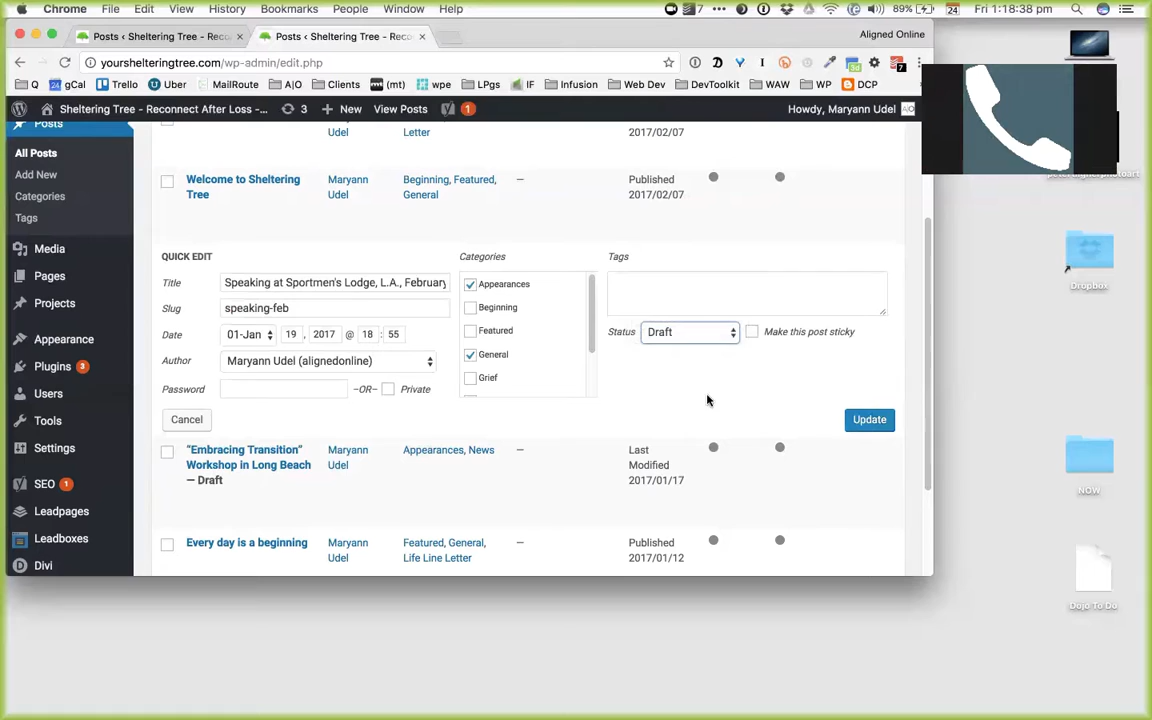 Chrome File Edit View History Bookmarks People Window Help 7 89% 24 Fri 1:18:38 pm
Posts ‹ Sheltering Tree - Reco × Posts ‹ Sheltering Tree - Reco × Aligned Online
yourshelteringtree.com/wp-admin/edit.php 3d 7
Q gCal Trello Uber MailRoute A|O Clients (mt) wpe LPgs IF Infusion Web Dev DevToolkit WAW WP DCP
Sheltering Tree - Reconnect After Loss -... 3 New View Posts 1 Howdy, Maryann Udel A|O
Posts
All Posts
Add New
Categories
Tags
Media
Pages
Projects
Appearance
Plugins 3
Users
Tools
Settings
SEO 1
Leadpages
Leadboxes
Divi
Udel Letter 2017/02/07
Welcome to Sheltering Maryann Beginning, Featured, — Published
Tree Udel General 2017/02/07
QUICK EDIT Categories Tags
Title Speaking at Sportmen's Lodge, L.A., February
Slug speaking-feb
Date 01-Jan 19 , 2017 @ 18 : 55
Author Maryann Udel (alignedonline)
Password –OR– Private
Appearances
Beginning
Featured
General
Grief
Status Draft Make this post sticky
Cancel Update
"Embracing Transition" Maryann Appearances, News — Last
Workshop in Long Beach Udel Modified
— Draft 2017/01/17
Every day is a beginning Maryann Featured, General, — Published
Udel Life Line Letter 2017/01/12
Dropbox
NOW
Dojo To Do